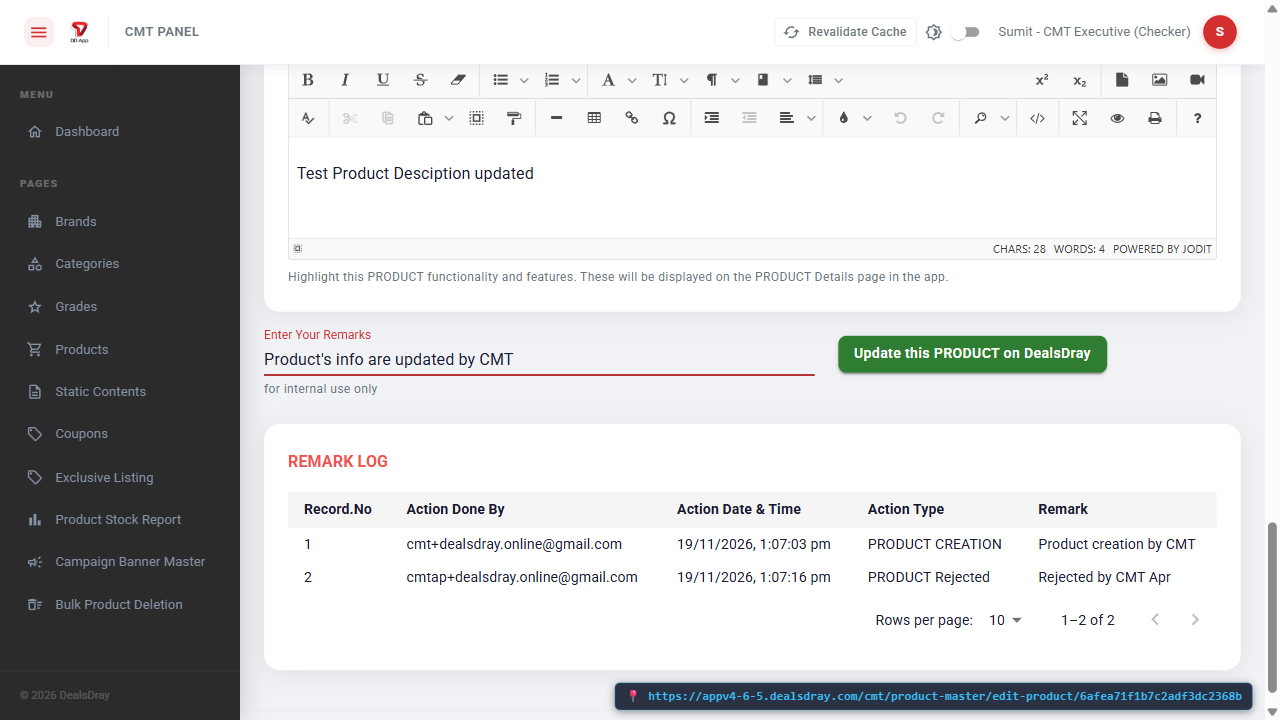 DD App
CMT PANEL
Revalidate Cache
Sumit - CMT Executive (Checker)
S
MENU
Dashboard
PAGES
Brands
Categories
Grades
Products
Static Contents
Coupons
Exclusive Listing
Product Stock Report
Campaign Banner Master
Bulk Product Deletion
© 2026 DealsDray
Test Product Desciption updated
CHARS: 28 WORDS: 4 POWERED BY JODIT
Highlight this PRODUCT functionality and features. These will be displayed on the PRODUCT Details page in the app.
Enter Your Remarks
Product's info are updated by CMT
for internal use only
Update this PRODUCT on DealsDray
REMARK LOG
Record.No Action Done By Action Date & Time Action Type Remark
1 cmt+dealsdray.online@gmail.com 19/11/2026, 1:07:03 pm PRODUCT CREATION Product creation by CMT
2 cmtap+dealsdray.online@gmail.com 19/11/2026, 1:07:16 pm PRODUCT Rejected Rejected by CMT Apr
Rows per page: 10 1–2 of 2
https://appv4-6-5.dealsdray.com/cmt/product-master/edit-product/6afea71f1b7c2adf3dc2368b